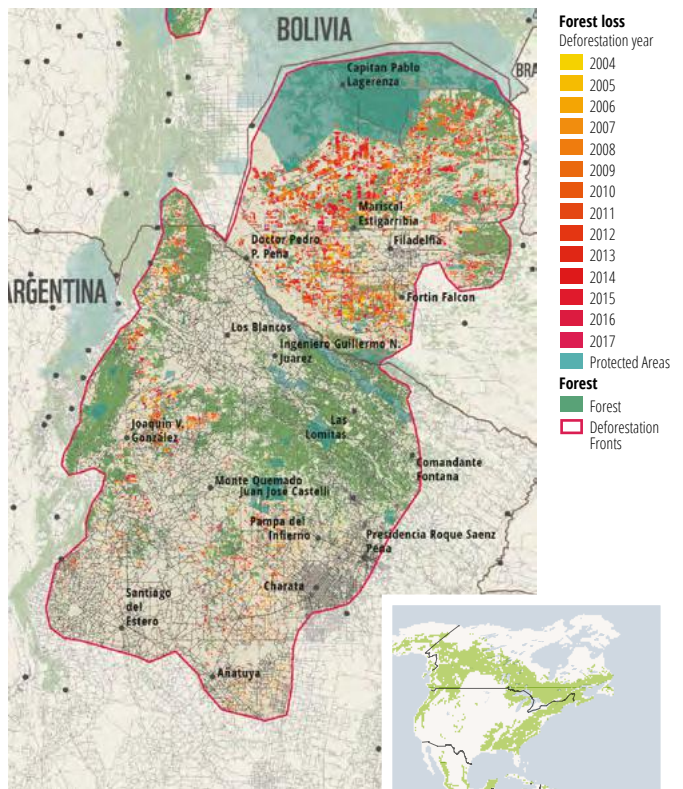 BOLIVIA
Capitan Pablo
Lagerenza
BRA
Mariscal
Estigarribia
Doctor Pedro
P. Pena
Filadelfia
ARGENTINA
Fortin Falcon
Los Blancos
Ingeniero Guillermo N.
Juarez
Joaquin V.
Gonzalez
Las
Lomitas
Comandante
Fontana
Monte Quemado
Juan Jose Castelli
Pampa del
Infierno
Presidencia Roque Saenz
Pena
Charata
Santiago
del
Estero
Añatuya
Forest loss
Deforestation year
2004
2005
2006
2007
2008
2009
2010
2011
2012
2013
2014
2015
2016
2017
Protected Areas
Forest
Forest
Deforestation
Fronts